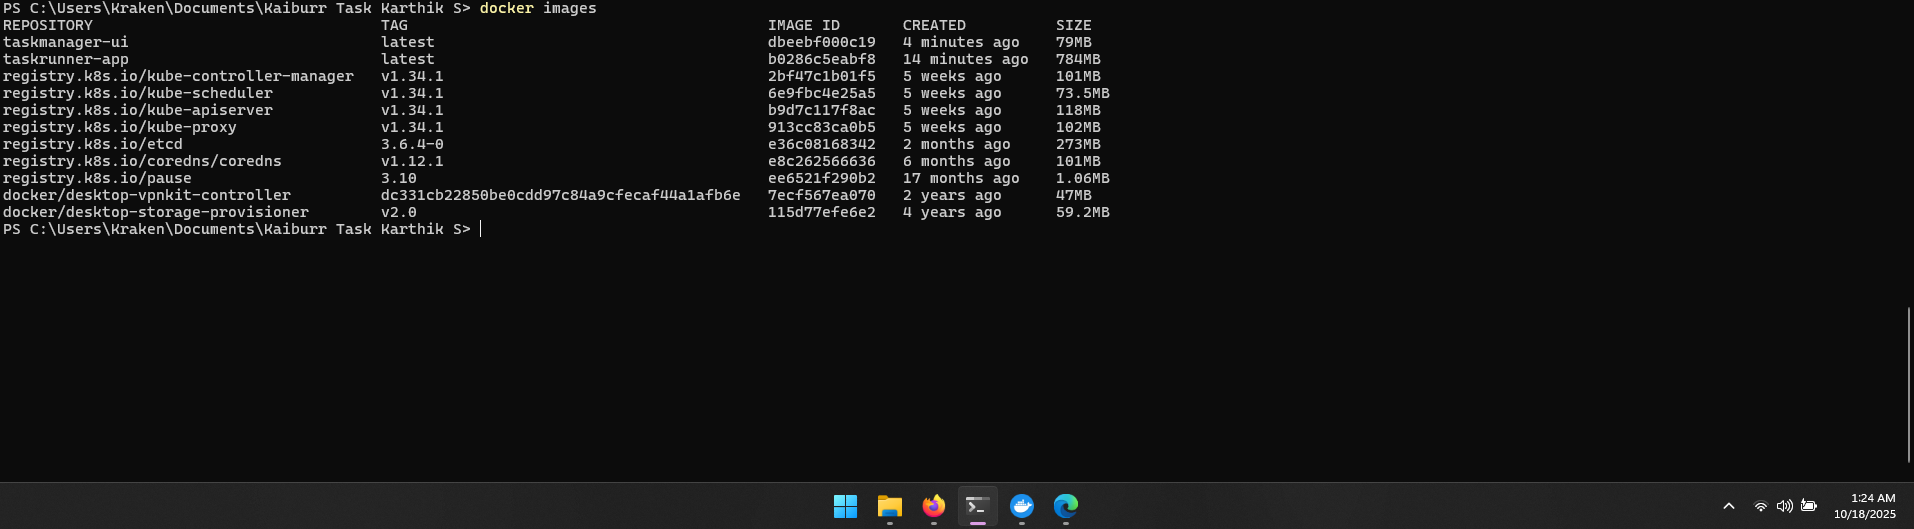 PS C:\Users\Kraken\Documents\Kaiburr Task Karthik S> docker images
REPOSITORY TAG IMAGE ID CREATED SIZE
taskmanager-ui latest dbeebf000c19 4 minutes ago 79MB
taskrunner-app latest b0286c5eabf8 14 minutes ago 784MB
registry.k8s.io/kube-controller-manager v1.34.1 2bf47c1b01f5 5 weeks ago 101MB
registry.k8s.io/kube-scheduler v1.34.1 6e9fbc4e25a5 5 weeks ago 73.5MB
registry.k8s.io/kube-apiserver v1.34.1 b9d7c117f8ac 5 weeks ago 118MB
registry.k8s.io/kube-proxy v1.34.1 913cc83ca0b5 5 weeks ago 102MB
registry.k8s.io/etcd 3.6.4-0 e36c08168342 2 months ago 273MB
registry.k8s.io/coredns/coredns v1.12.1 e8c262566636 6 months ago 101MB
registry.k8s.io/pause 3.10 ee6521f290b2 17 months ago 1.06MB
docker/desktop-vpnkit-controller dc331cb22850be0cdd97c84a9cfecaf44a1afb6e 7ecf567ea070 2 years ago 47MB
docker/desktop-storage-provisioner v2.0 115d77efe6e2 4 years ago 59.2MB
PS C:\Users\Kraken\Documents\Kaiburr Task Karthik S>
1:24 AM
10/18/2025